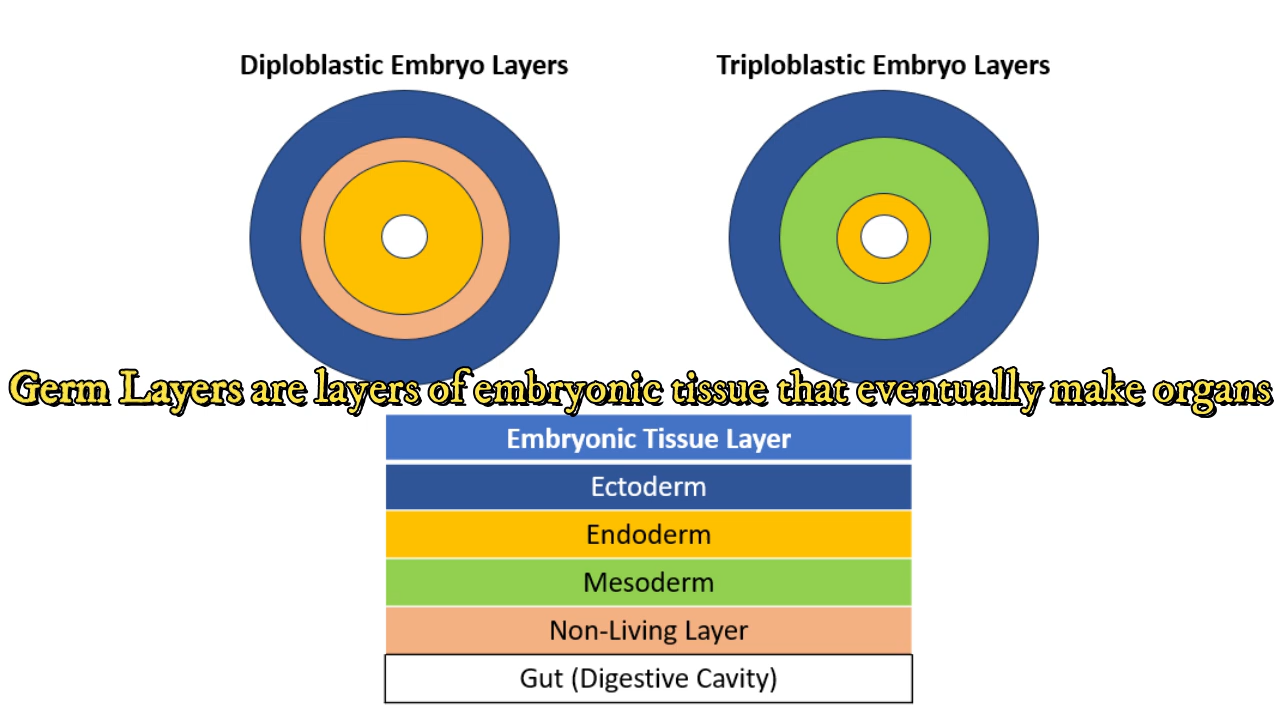 Diploblastic Embryo Layers
Triploblastic Embryo Layers
Germ Layers are layers of embryonic tissue that eventually make organs
Embryonic Tissue Layer
Ectoderm
Endoderm
Mesoderm
Non-Living Layer
Gut (Digestive Cavity)